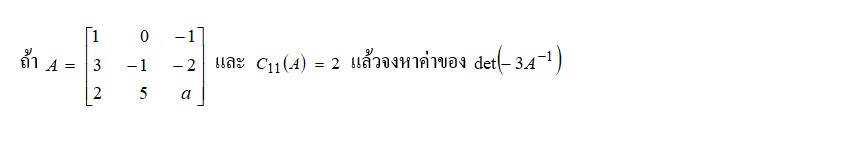 ถ้า A = [1 0 −1; 3 −1 −2; 2 5 a] และ C₁₁(A) = 2 แล้วจงหาค่าของ det(−3A⁻¹)